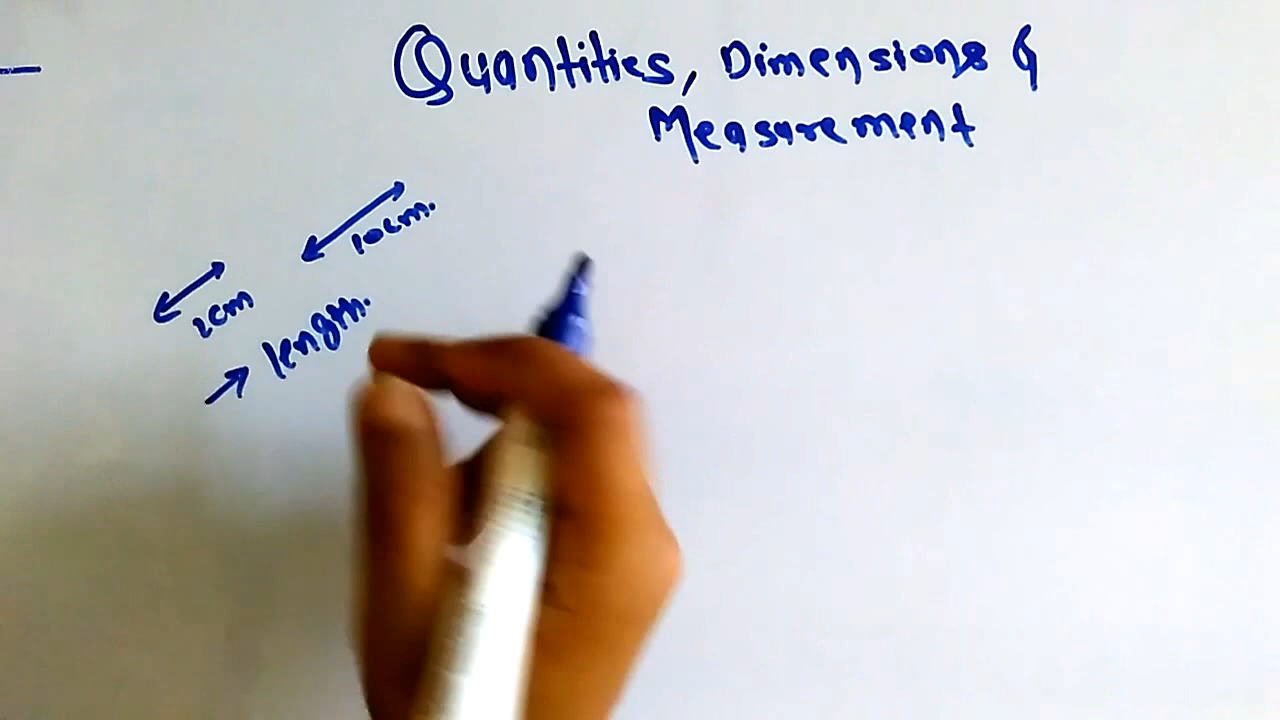 Quantities, Dimensions &
Measurement
10cm.
2cm
length.